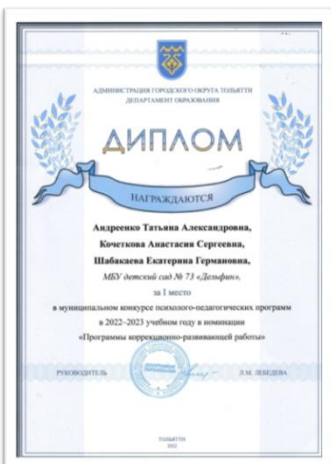 АДМИНИСТРАЦИЯ ГОРОДСКОГО ОКРУГА ТОЛЬЯТТИ
ДЕПАРТАМЕНТ ОБРАЗОВАНИЯ
ДИПЛОМ
НАГРАЖДАЮТСЯ
Андреенко Татьяна Александровна,
Кочеткова Анастасия Сергеевна,
Шабакаева Екатерина Германовна,
МБУ детский сад № 73 «Дельфин»,
за I место
в муниципальном конкурсе психолого-педагогических программ
в 2022–2023 учебном году в номинации
«Программы коррекционно-развивающей работы»
РУКОВОДИТЕЛЬ Л.М. ЛЕБЕДЕВА
ТОЛЬЯТТИ